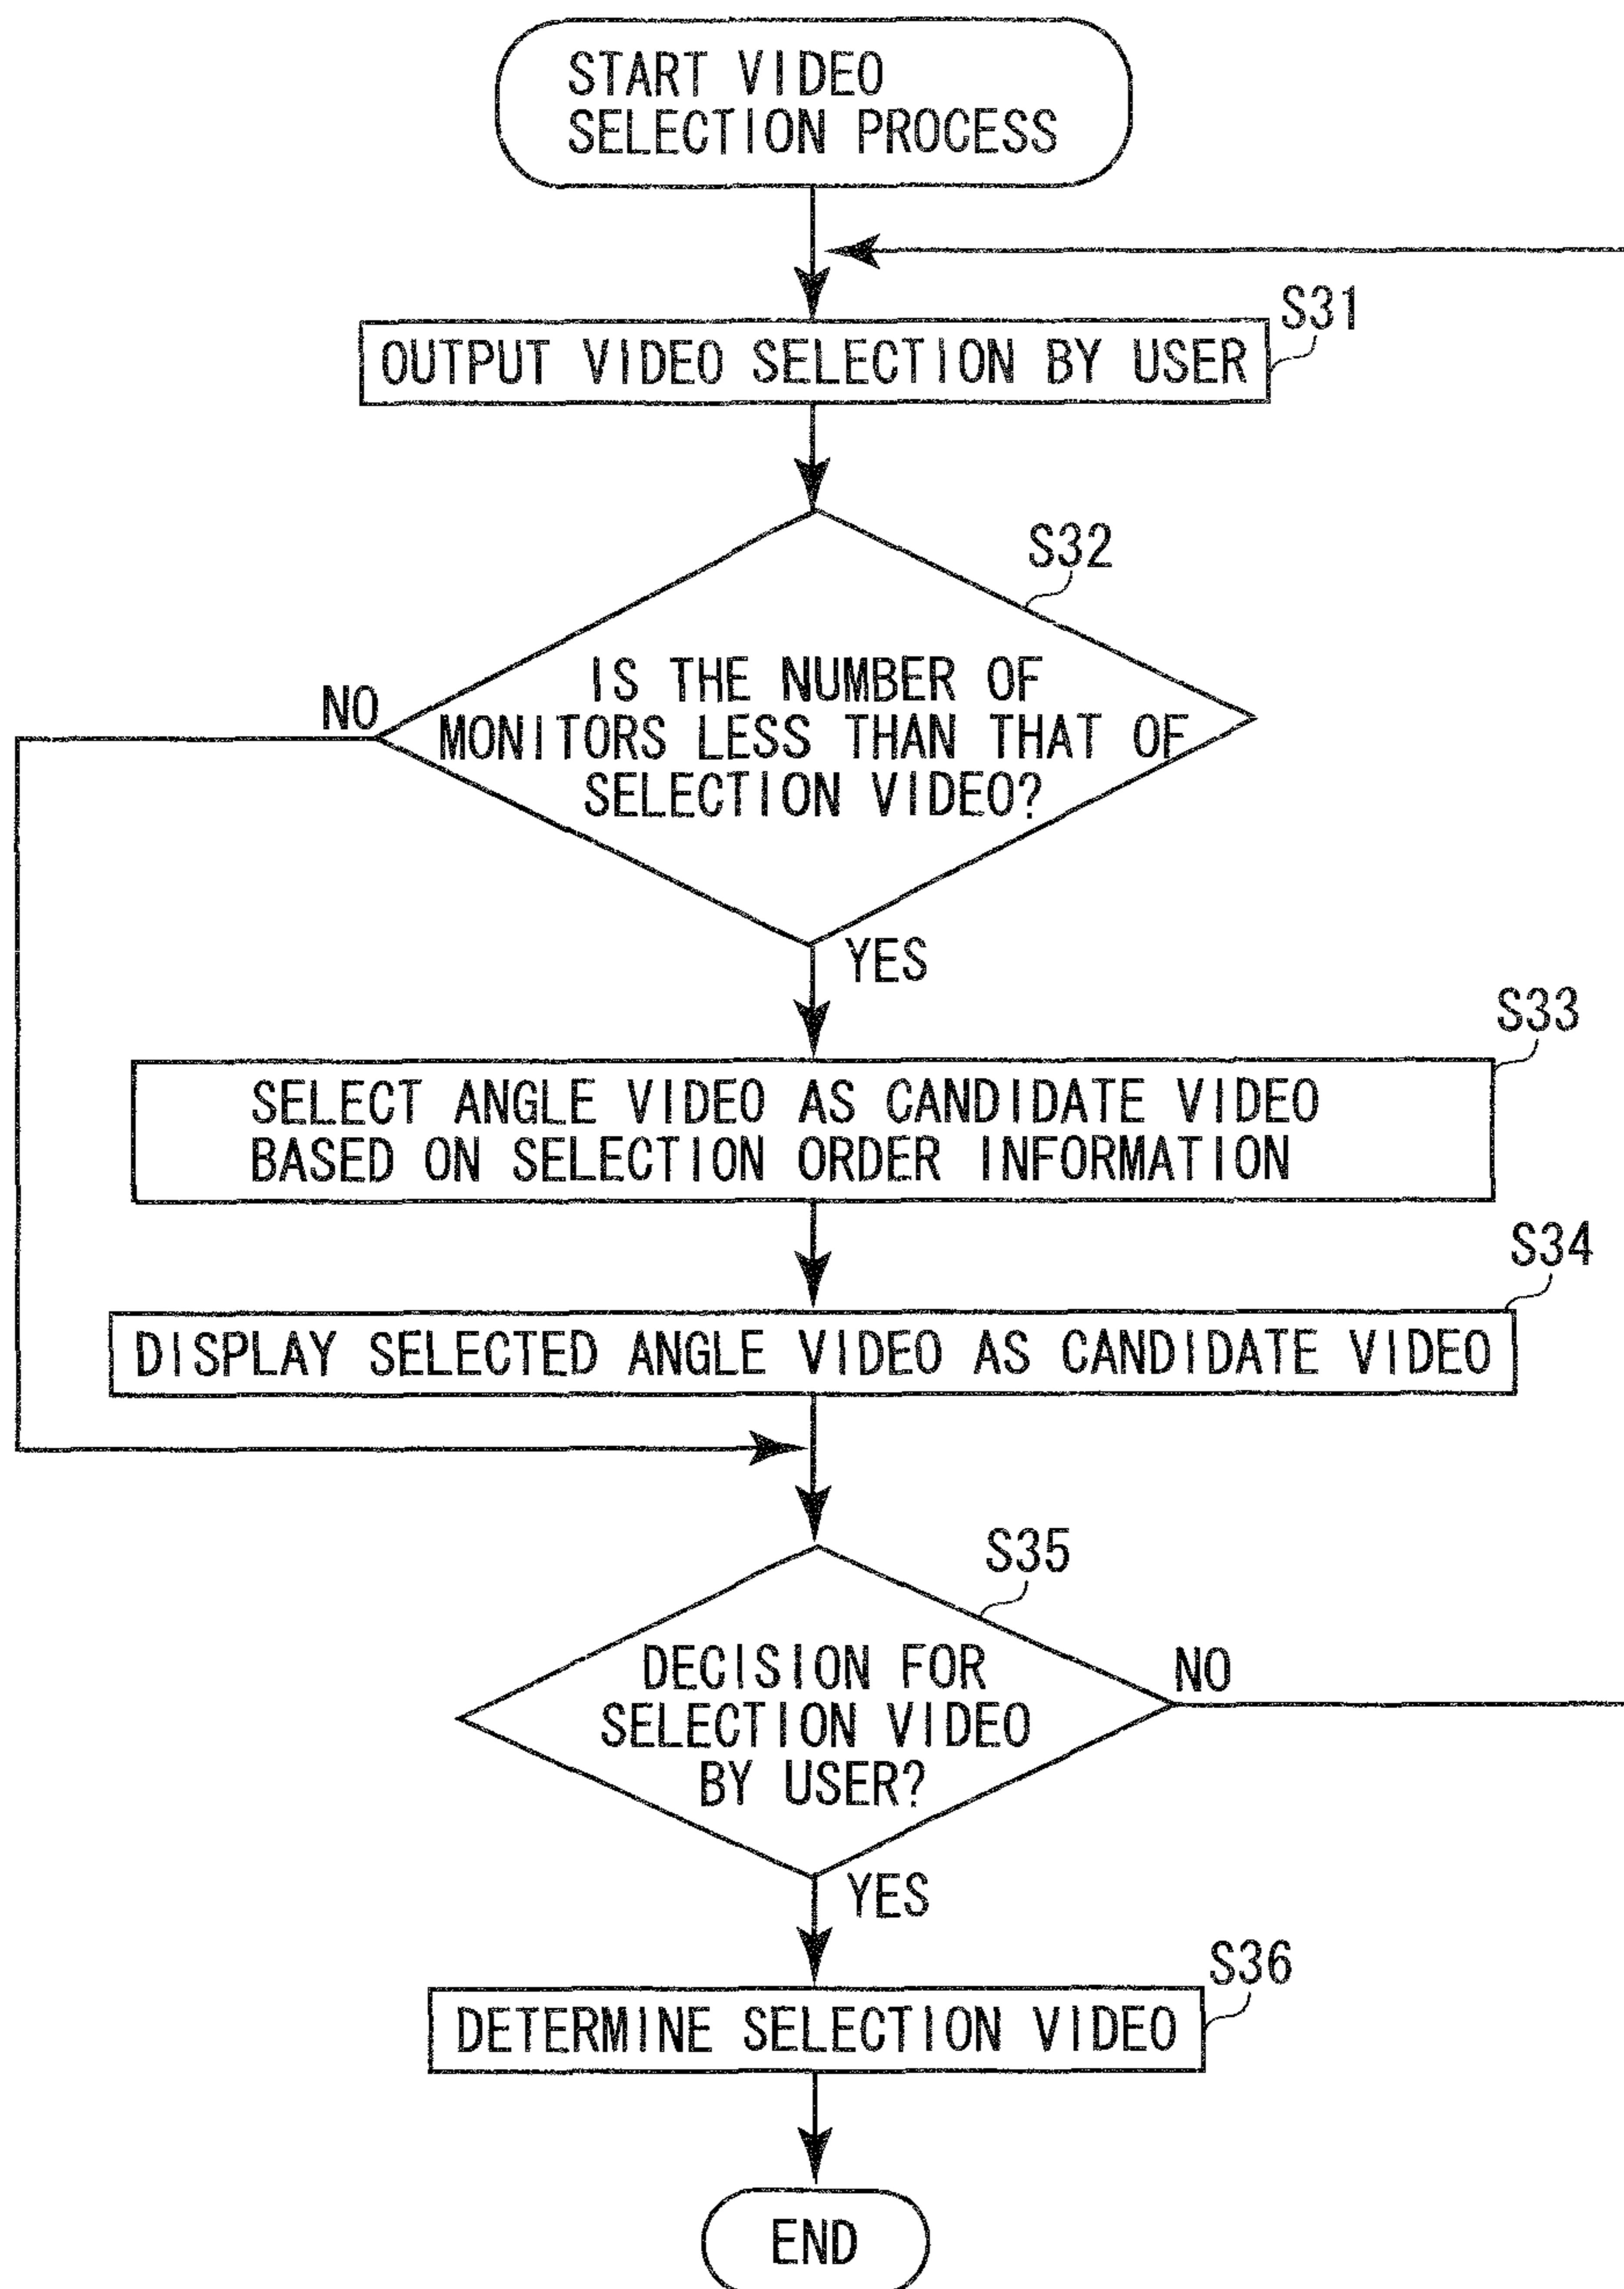 START VIDEO
SELECTION PROCESS
S31
OUTPUT VIDEO SELECTION BY USER
S32
IS THE NUMBER OF
MONITORS LESS THAN THAT OF
SELECTION VIDEO?
NO
YES
S33
SELECT ANGLE VIDEO AS CANDIDATE VIDEO
BASED ON SELECTION ORDER INFORMATION
S34
DISPLAY SELECTED ANGLE VIDEO AS CANDIDATE VIDEO
S35
DECISION FOR
SELECTION VIDEO
BY USER?
NO
YES
S36
DETERMINE SELECTION VIDEO
END